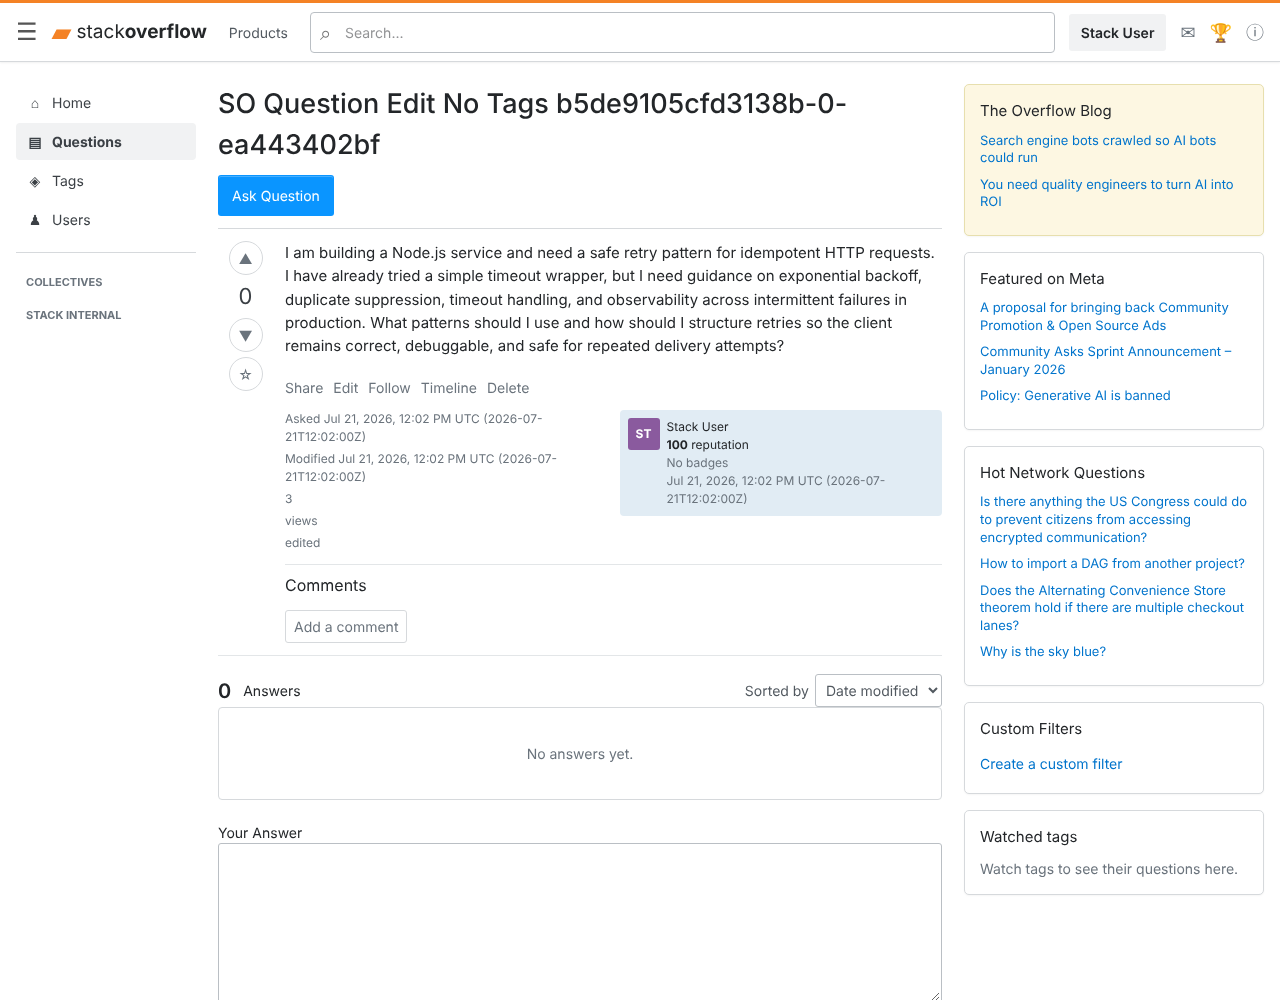 stackoverflow
Products
Search...
Stack User
Home
Questions
Tags
Users
COLLECTIVES
STACK INTERNAL
SO Question Edit No Tags b5de9105cfd3138b-0-
ea443402bf
Ask Question
I am building a Node.js service and need a safe retry pattern for idempotent HTTP requests.
I have already tried a simple timeout wrapper, but I need guidance on exponential backoff,
duplicate suppression, timeout handling, and observability across intermittent failures in
production. What patterns should I use and how should I structure retries so the client
remains correct, debuggable, and safe for repeated delivery attempts?
0
Share Edit Follow Timeline Delete
Asked Jul 21, 2026, 12:02 PM UTC (2026-07-
21T12:02:00Z)
Modified Jul 21, 2026, 12:02 PM UTC (2026-07-
21T12:02:00Z)
3
views
edited
ST
Stack User
100 reputation
No badges
Jul 21, 2026, 12:02 PM UTC (2026-07-
21T12:02:00Z)
Comments
Add a comment
0 Answers
Sorted by Date modified
No answers yet.
Your Answer
The Overflow Blog
Search engine bots crawled so AI bots
could run
You need quality engineers to turn AI into
ROI
Featured on Meta
A proposal for bringing back Community
Promotion & Open Source Ads
Community Asks Sprint Announcement –
January 2026
Policy: Generative AI is banned
Hot Network Questions
Is there anything the US Congress could do
to prevent citizens from accessing
encrypted communication?
How to import a DAG from another project?
Does the Alternating Convenience Store
theorem hold if there are multiple checkout
lanes?
Why is the sky blue?
Custom Filters
Create a custom filter
Watched tags
Watch tags to see their questions here.